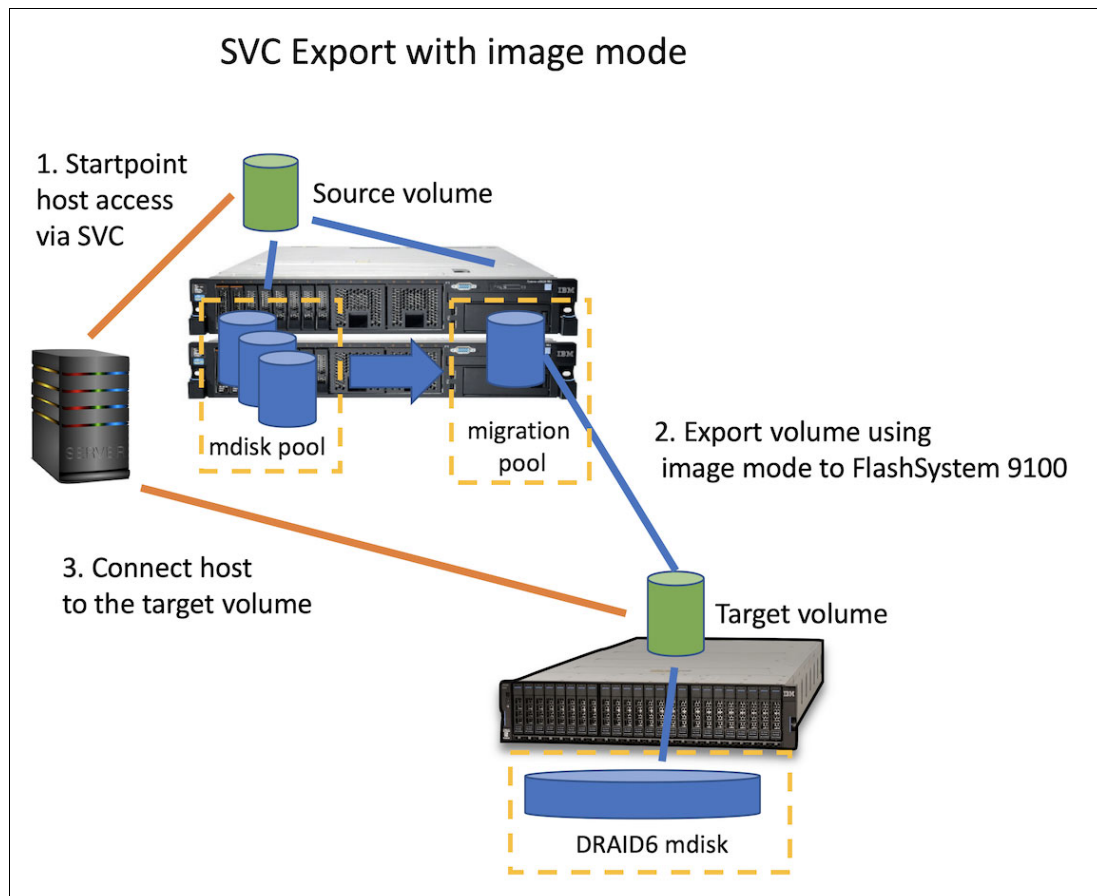 SVC Export with image mode
1. Startpoint
host access
via SVC
Source volume
IBM
IBM
mdisk pool
migration
pool
SERVER
2. Export volume using
image mode to FlashSystem 9100
3. Connect host
to the target volume
Target volume
IBM
DRAID6 mdisk